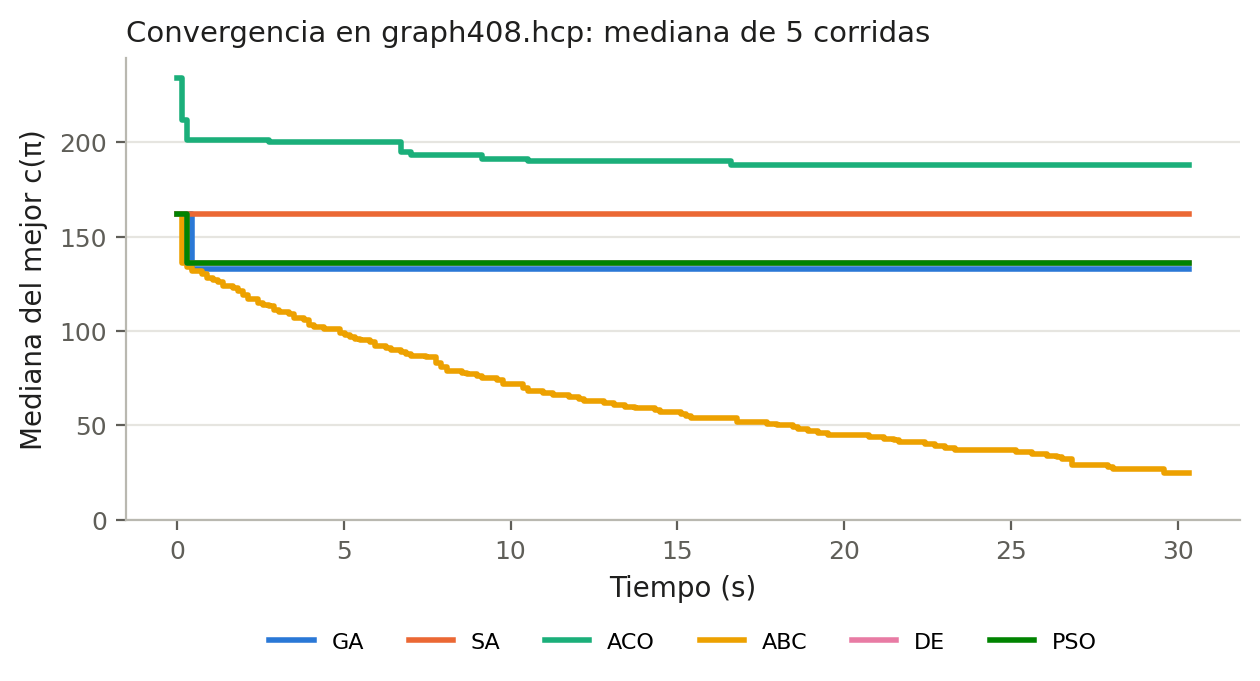 Convergencia en graph408.hcp: mediana de 5 corridas
Mediana del mejor c(π)
200
150
100
50
0
0 5 10 15 20 25 30
Tiempo (s)
GA SA ACO ABC DE PSO